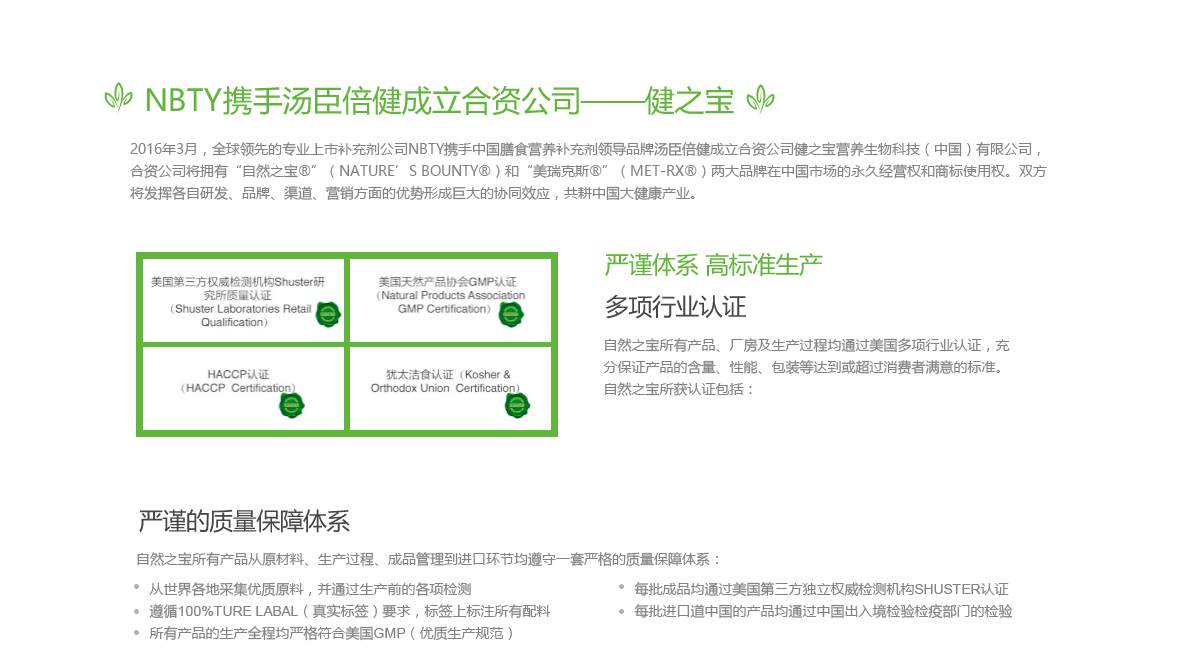 NBTY携手汤臣倍健成立合资公司——健之宝
2016年3月，全球领先的专业上市补充剂公司NBTY携手中国膳食营养补充剂领导品牌汤臣倍健成立合资公司健之宝营养生物科技（中国）有限公司，
合资公司将拥有“自然之宝®”（NATURE’S BOUNTY®）和“美瑞克斯®”（MET-RX®）两大品牌在中国市场的永久经营权和商标使用权。双方
将发挥各自研发、品牌、渠道、营销方面的优势形成巨大的协同效应，共耕中国大健康产业。
美国第三方权威检测机构Shuster研
究所质量认证
（Shuster Laboratories Retail
Qualification）
美国天然产品协会GMP认证
（Natural Products Association
GMP Certification）
HACCP认证
（HACCP Certification）
犹太洁食认证（Kosher &
Orthodox Union Certification）
严谨体系 高标准生产
多项行业认证
自然之宝所有产品、厂房及生产过程均通过美国多项行业认证，充
分保证产品的含量、性能、包装等达到或超过消费者满意的标准。
自然之宝所获认证包括：
严谨的质量保障体系
自然之宝所有产品从原材料、生产过程、成品管理到进口环节均遵守一套严格的质量保障体系：
从世界各地采集优质原料，并通过生产前的各项检测
遵循100%TURE LABAL（真实标签）要求，标签上标注所有配料
所有产品的生产全程均严格符合美国GMP（优质生产规范）
每批成品均通过美国第三方独立权威检测机构SHUSTER认证
每批进口道中国的产品均通过中国出入境检验检疫部门的检验